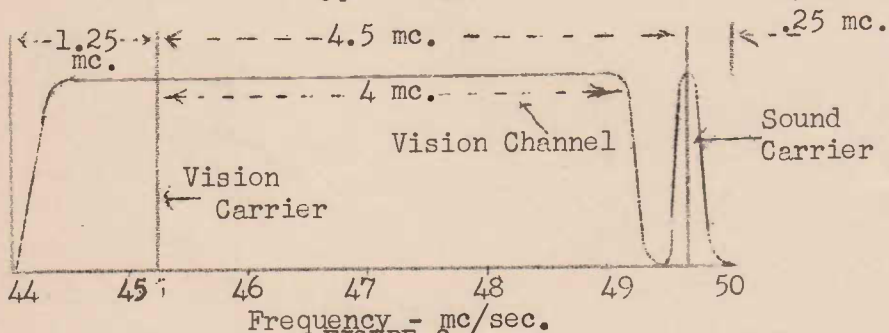 1.25 mc.
4.5 mc.
.25 mc.
4 mc.
Vision Channel
Sound Carrier
Vision Carrier
44 45 46 47 48 49 50
Frequency - mc/sec.